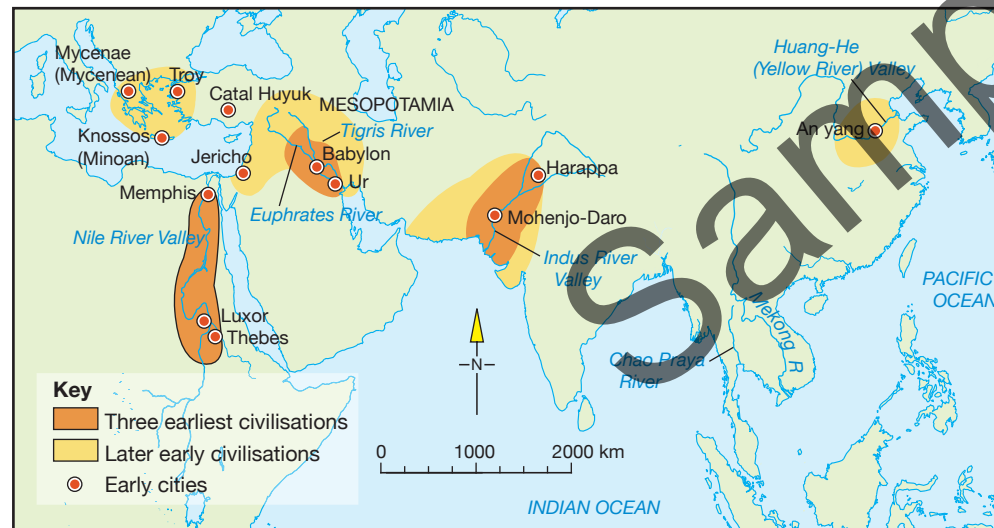 Mycenae
(Mycenean)
Troy
Catal Huyuk
MESOPOTAMIA
Knossos
(Minoan)
Tigris River
Jericho
Babylon
Ur
Memphis
Euphrates River
Nile River Valley
Luxor
Thebes
Harappa
Mohenjo-Daro
Indus River
Valley
Huang-He
(Yellow River) Valley
An yang
PACIFIC
OCEAN
Mekong R
Chao Praya
River
–N–
Key
Three earliest civilisations
Later early civilisations
Early cities
0 1000 2000 km
INDIAN OCEAN